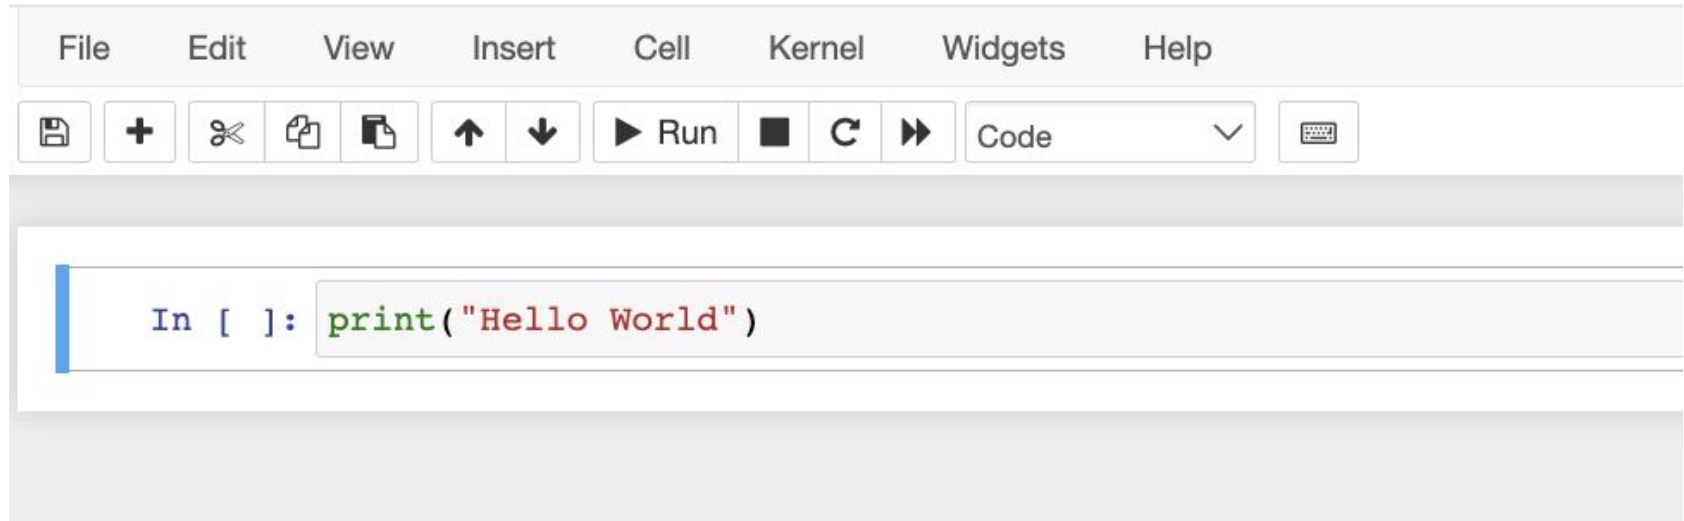 File Edit View Insert Cell Kernel Widgets Help
Run Code
In [ ]: print("Hello World")